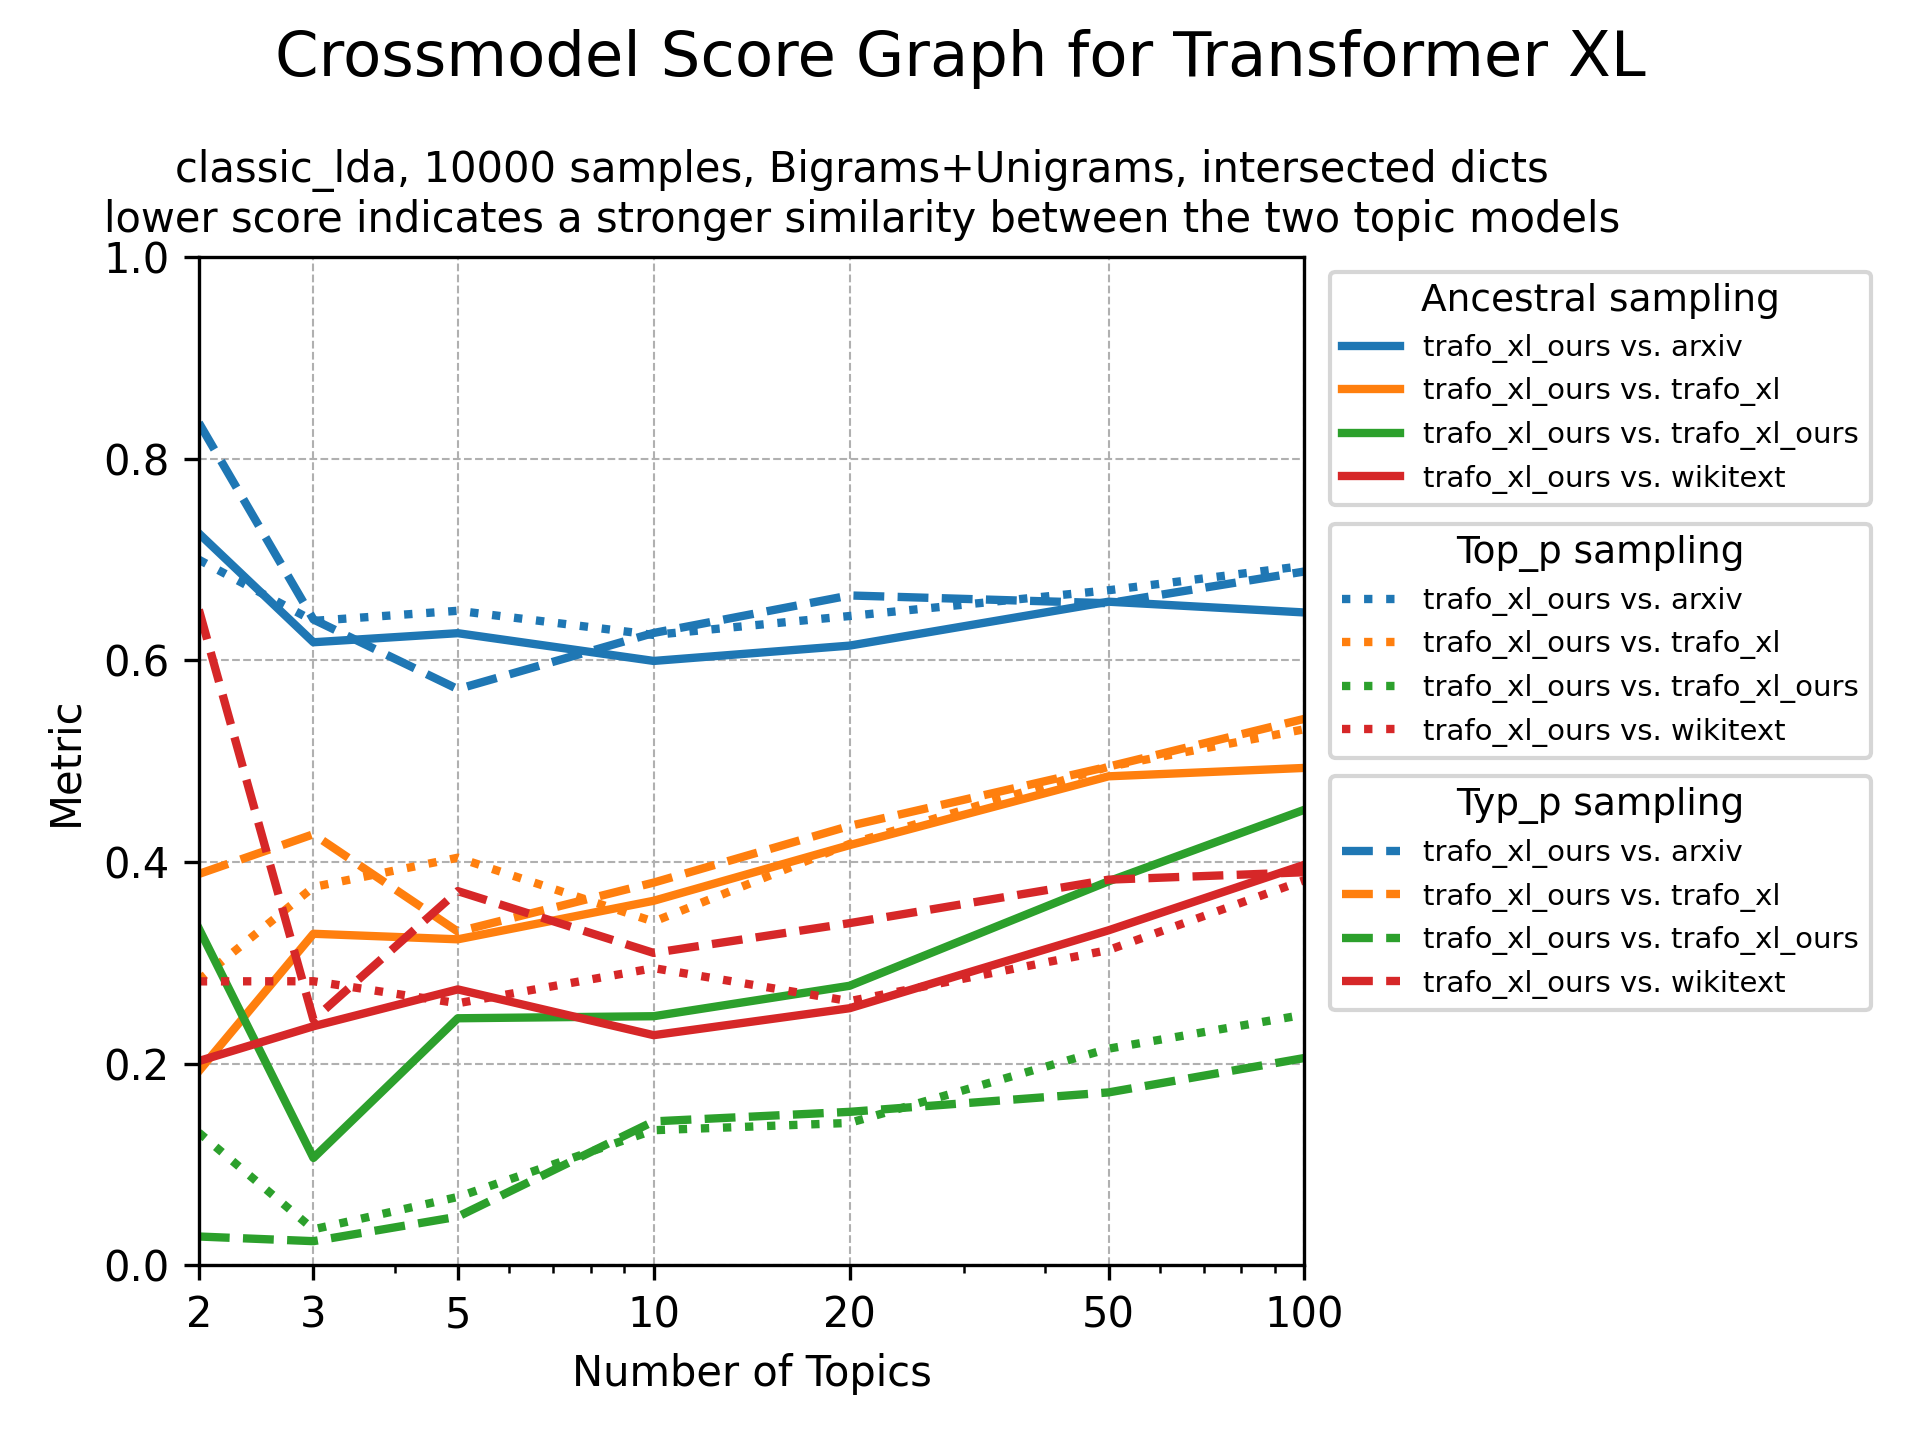 Crossmodel Score Graph for Transformer XL
classic_lda, 10000 samples, Bigrams+Unigrams, intersected dicts
lower score indicates a stronger similarity between the two topic models
1.0
0.8
0.6
0.4
0.2
0.0
Metric
2 3 5 10 20 50 100
Number of Topics
Ancestral sampling
trafo_xl_ours vs. arxiv
trafo_xl_ours vs. trafo_xl
trafo_xl_ours vs. trafo_xl_ours
trafo_xl_ours vs. wikitext
Top_p sampling
trafo_xl_ours vs. arxiv
trafo_xl_ours vs. trafo_xl
trafo_xl_ours vs. trafo_xl_ours
trafo_xl_ours vs. wikitext
Typ_p sampling
trafo_xl_ours vs. arxiv
trafo_xl_ours vs. trafo_xl
trafo_xl_ours vs. trafo_xl_ours
trafo_xl_ours vs. wikitext